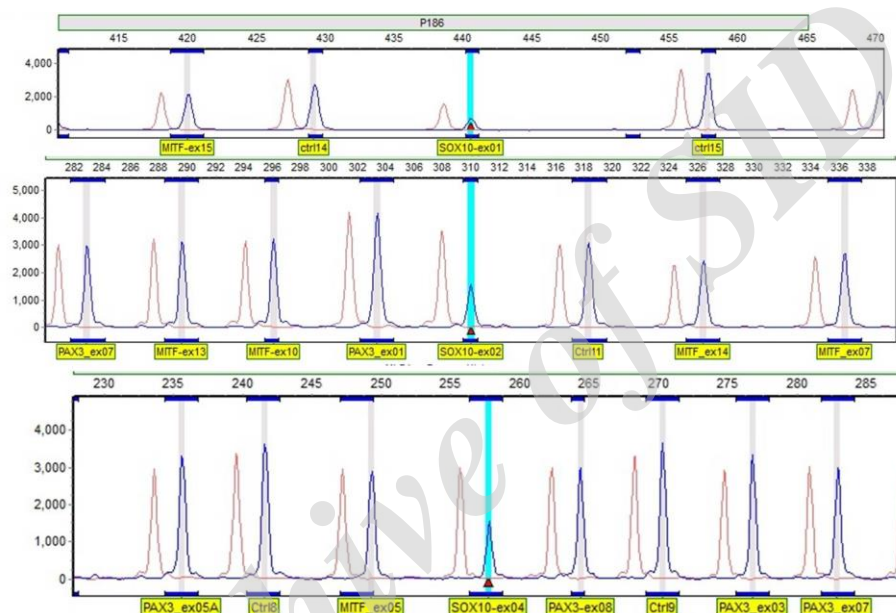 P186
415 420 425 430 435 440 445 450 455 460 465 470
4,000
2,000
0
MITF-ex15 ctrl14 SOX10-ex01 ctrl15
282 284 286 288 290 292 294 296 298 300 302 304 306 308 310 312 314 316 318 320 322 324 326 328 330 332 334 336 338
5,000
4,000
3,000
2,000
1,000
0
PAX3_ex07 MITF-ex13 MITF-ex10 PAX3_ex01 SOX10-ex02 Ctrl11 MITF_ex14 MITF_ex07
230 235 240 245 250 255 260 265 270 275 280 285
4,000
3,000
2,000
1,000
0
PAX3_ex05A Ctrl8 MITF_ex05 SOX10-ex04 PAX3-ex08 Ctrl9 PAX3_ex03 PAX3_ex07